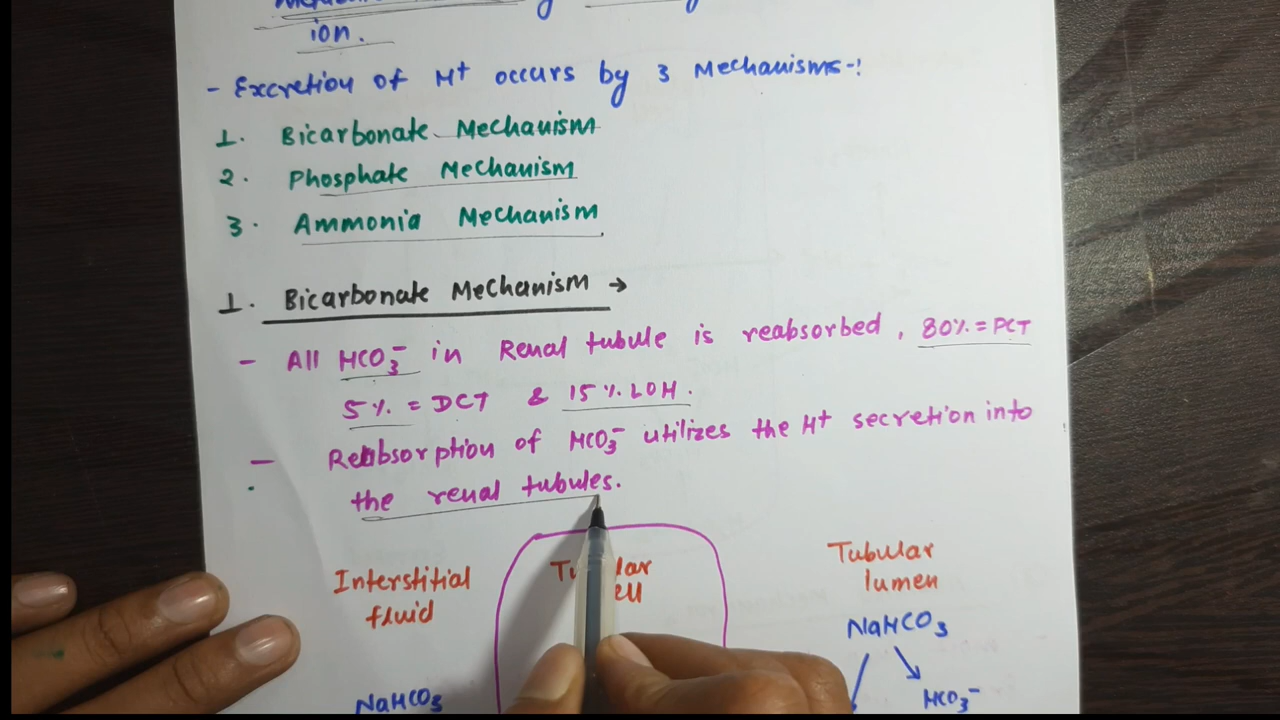 ion.
- Excretion of H+ occurs by 3 Mechanisms-:
1. Bicarbonate Mechanism
2. Phosphate Mechanism
3. Ammonia Mechanism
1. Bicarbonate Mechanism →
- All HCO3- in Renal tubule is reabsorbed, 80% = PCT
5% = DCT & 15% LOH.
- Reabsorption of HCO3- utilizes the H+ secretion into
the renal tubules.
Interstitial
fluid
Tubular
lumen
NaHCO3
HCO3-
NaHCO3